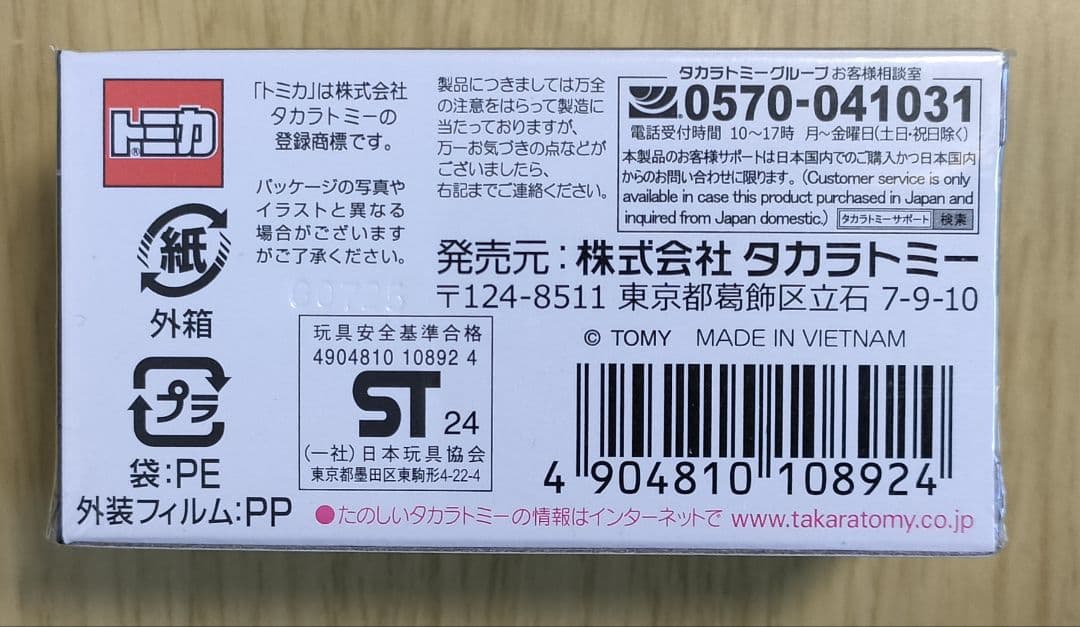 トミカ®
「トミカ」は株式会社
タカラトミーの
登録商標です。
パッケージの写真や
イラストと異なる
場合がございます
がご了承ください。
製品につきましては万全
の注意をはらって製造に
当たっておりますが、
万一お気づきの点などが
ございましたら、
右記までご連絡ください。
タカラトミーグループお客様相談室
0570-041031
電話受付時間 10〜17時 月〜金曜日(土日・祝日除く)
本製品のお客様サポートは日本国内でのご購入かつ日本国内
からのお問い合わせに限ります。(Customer service is only
available in case this product purchased in Japan and
inquired from Japan domestic.) タカラトミーサポート 検索
発売元:株式会社 タカラトミー
〒124-8511 東京都葛飾区立石 7-9-10
© TOMY MADE IN VIETNAM
紙
外箱
プラ
袋:PE
外装フィルム:PP
玩具安全基準合格
4904810 10892 4
ST 24
(一社)日本玩具協会
東京都墨田区東駒形4-22-4
4 904810 108924
●たのしいタカラトミーの情報はインターネットで www.takaratomy.co.jp